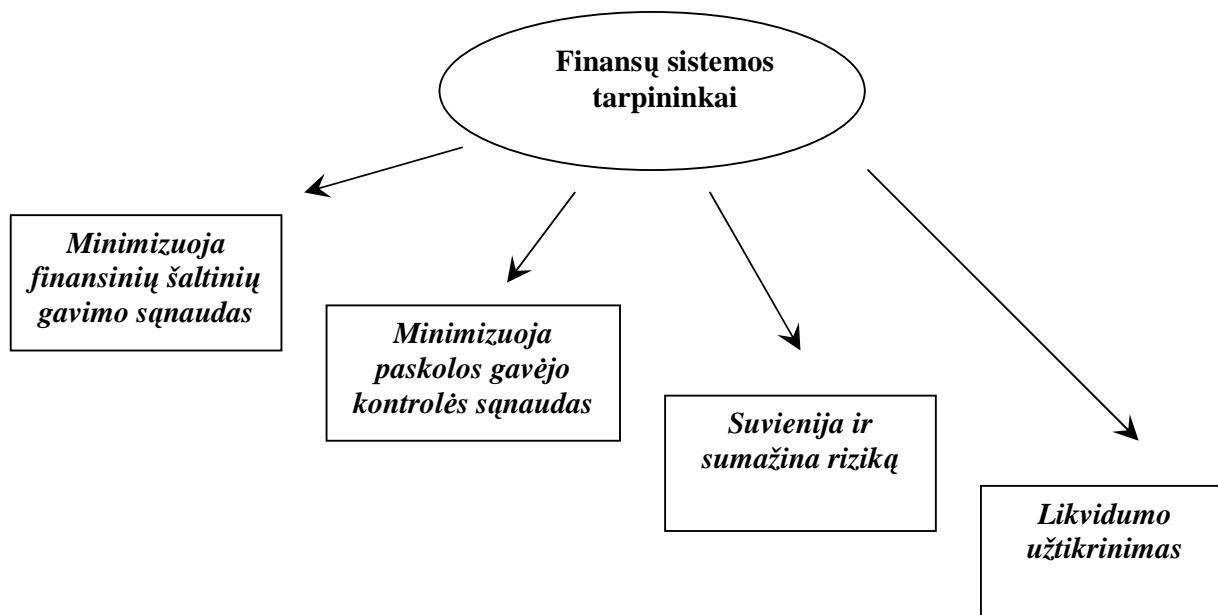 Finansų sistemos
tarpininkai
Minimizuoja
finansinių šaltinių
gavimo sąnaudas
Minimizuoja
paskolos gavėjo
kontrolės sąnaudas
Suvienija ir
sumažina riziką
Likvidumo
užtikrinimas